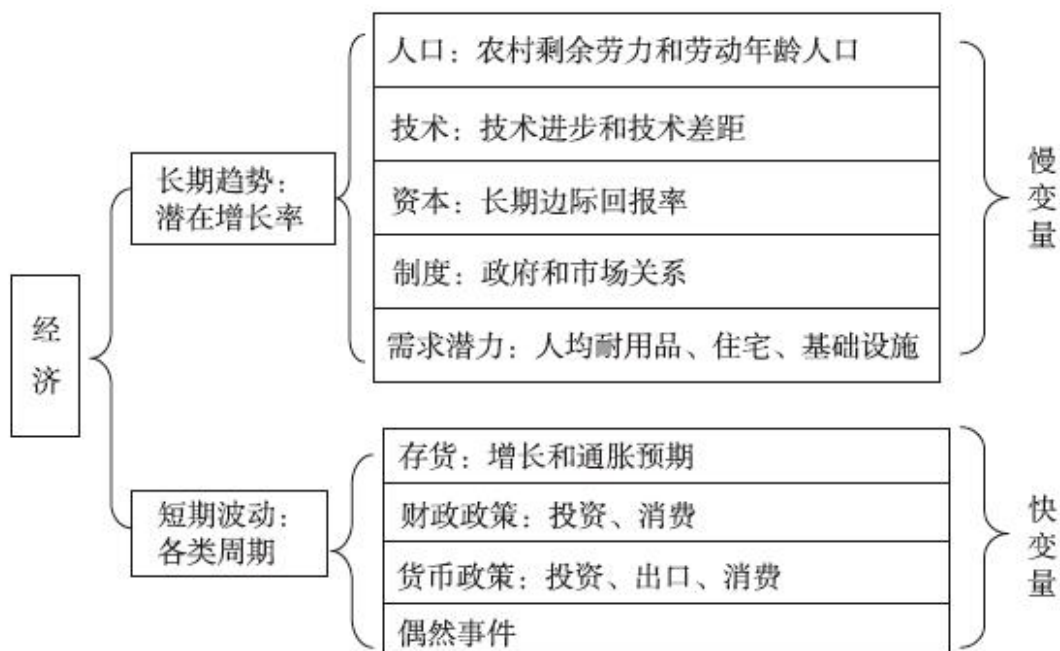 经济
长期趋势：
潜在增长率
人口：农村剩余劳力和劳动年龄人口
技术：技术进步和技术差距
资本：长期边际回报率
制度：政府和市场关系
需求潜力：人均耐用品、住宅、基础设施
慢变量
短期波动：
各类周期
存货：增长和通胀预期
财政政策：投资、消费
货币政策：投资、出口、消费
偶然事件
快变量